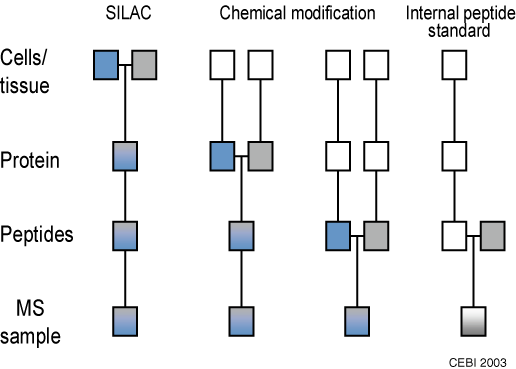 SILAC
Chemical modification
Internal peptide
standard
Cells/
tissue
Protein
Peptides
MS
sample
CEBI 2003